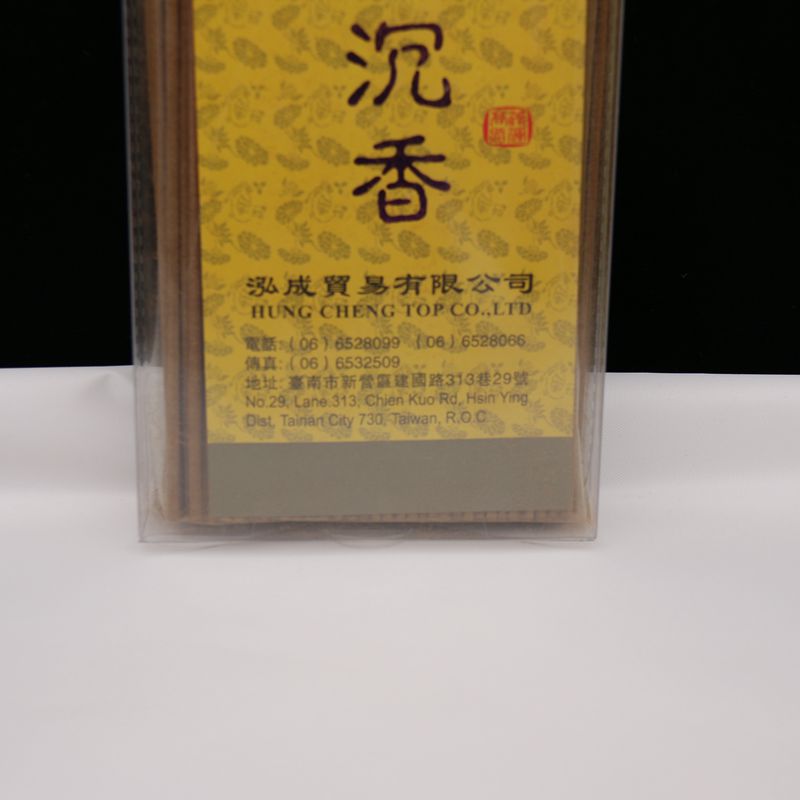 沉香
泓成貿易有限公司
HUNG CHENG TOP CO.,LTD
電話:(06)6528099 (06)6528066
傳真:(06)6532509
地址:臺南市新營區建國路313巷29號
No.29, Lane 313, Chien Kuo Rd, Hsin Ying
Dist, Tainan City 730, Taiwan, R.O.C